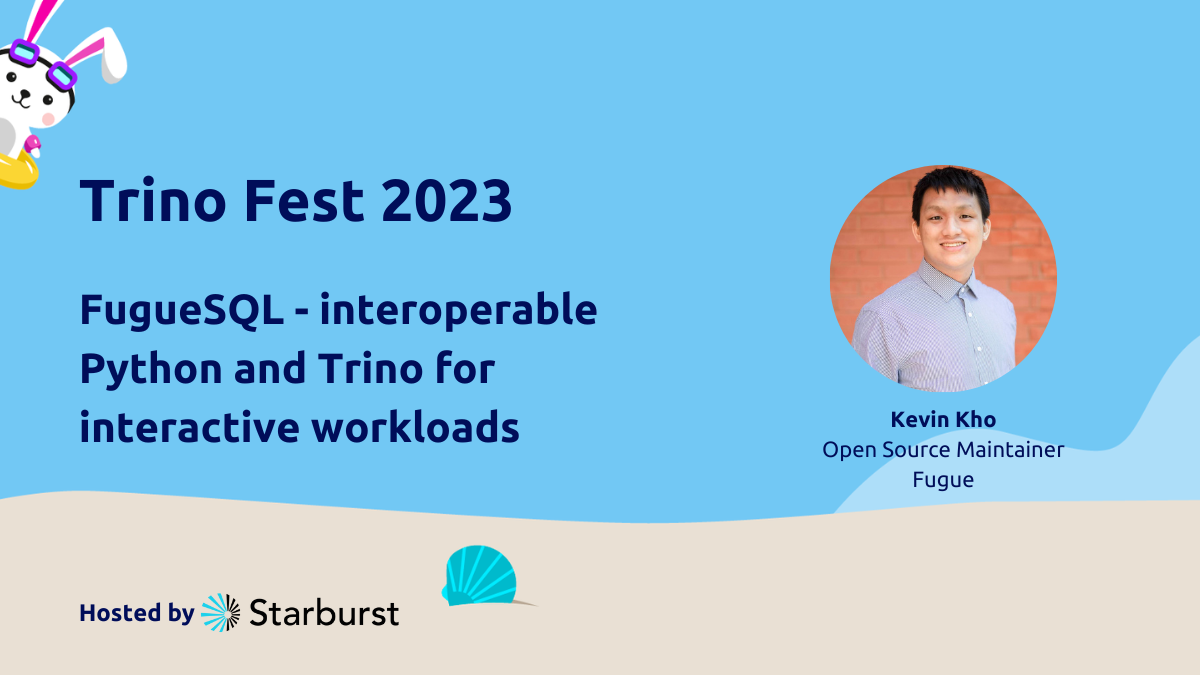 Trino Fest 2023
FugueSQL - interoperable
Python and Trino for
interactive workloads
Kevin Kho
Open Source Maintainer
Fugue
Hosted by Starburst